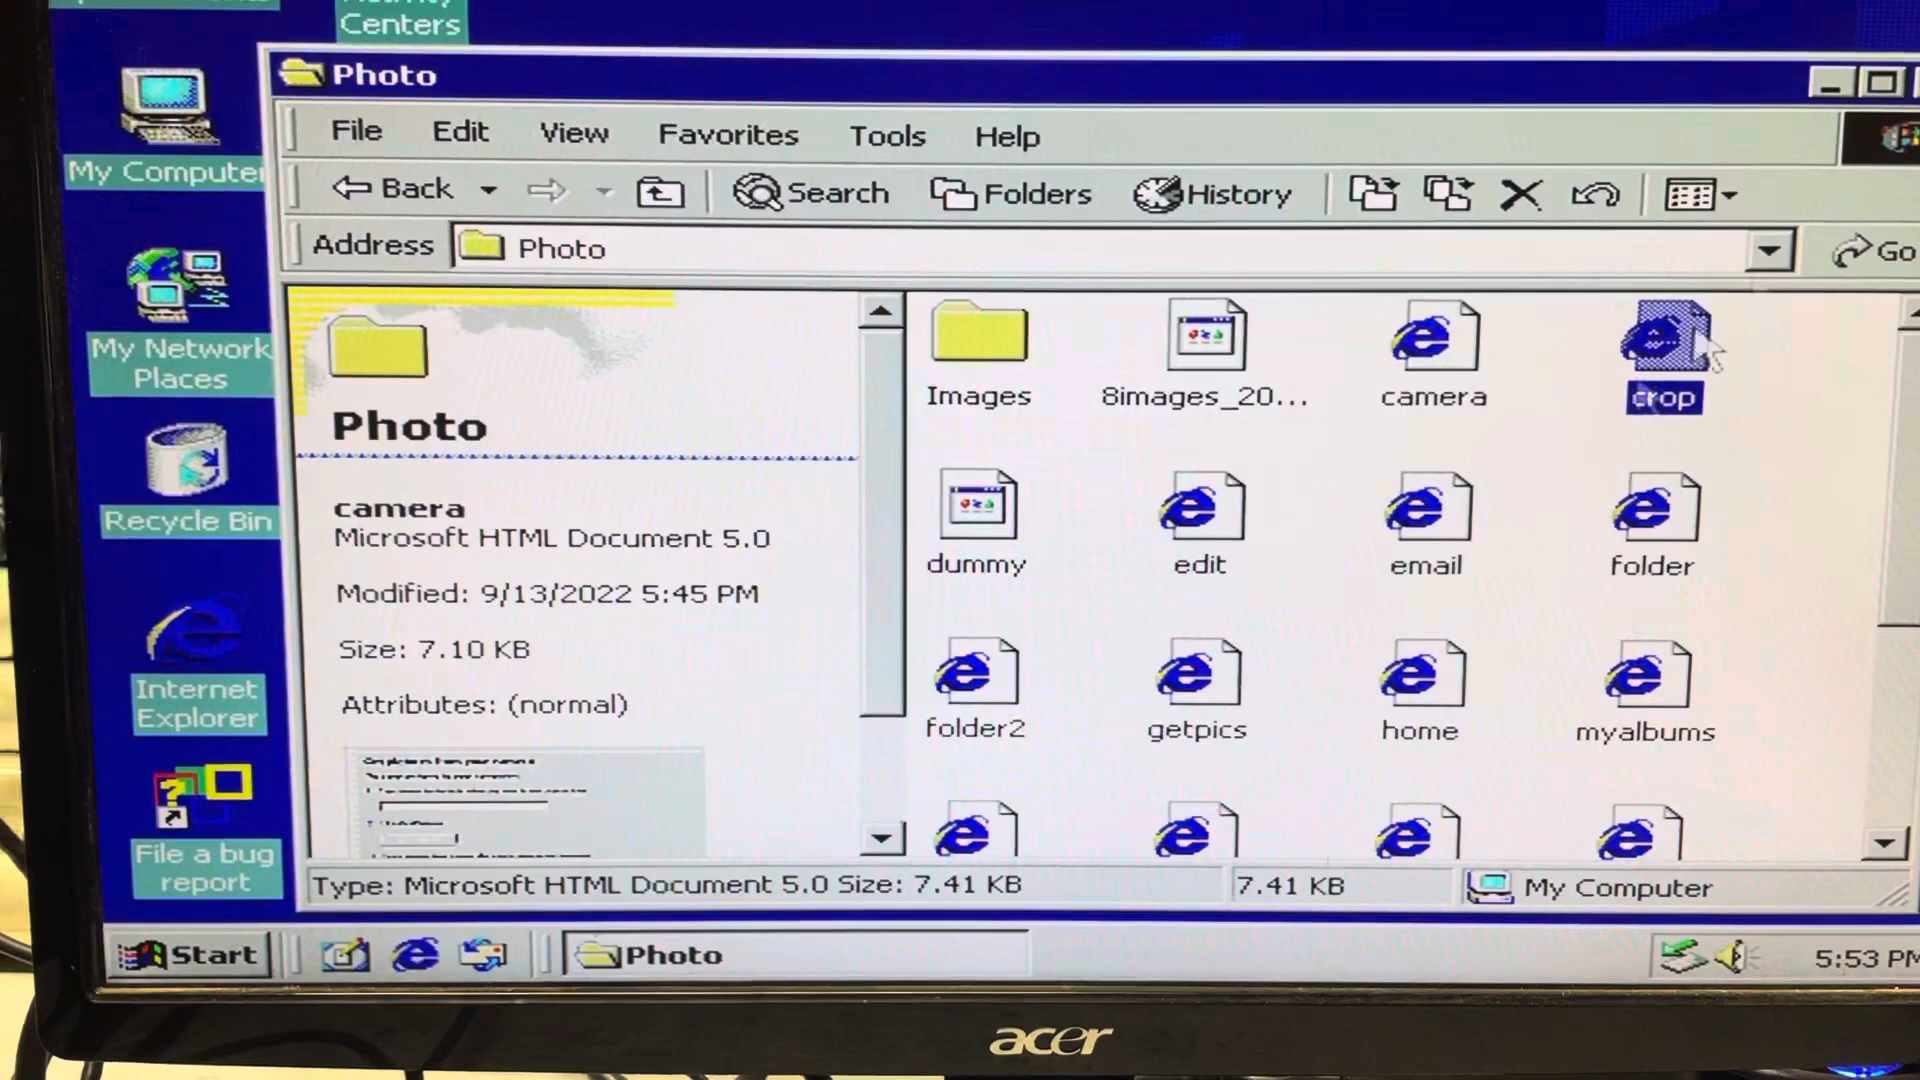 Centers
My Computer
My Network
Places
Recycle Bin
Internet
Explorer
File a bug
report
Photo
File Edit View Favorites Tools Help
Back Search Folders History
Address Photo Go
Photo
camera
Microsoft HTML Document 5.0
Modified: 9/13/2022 5:45 PM
Size: 7.10 KB
Attributes: (normal)
Images 8images_20... camera crop
dummy edit email folder
folder2 getpics home myalbums
Type: Microsoft HTML Document 5.0 Size: 7.41 KB 7.41 KB My Computer
Start Photo 5:53 PM
acer